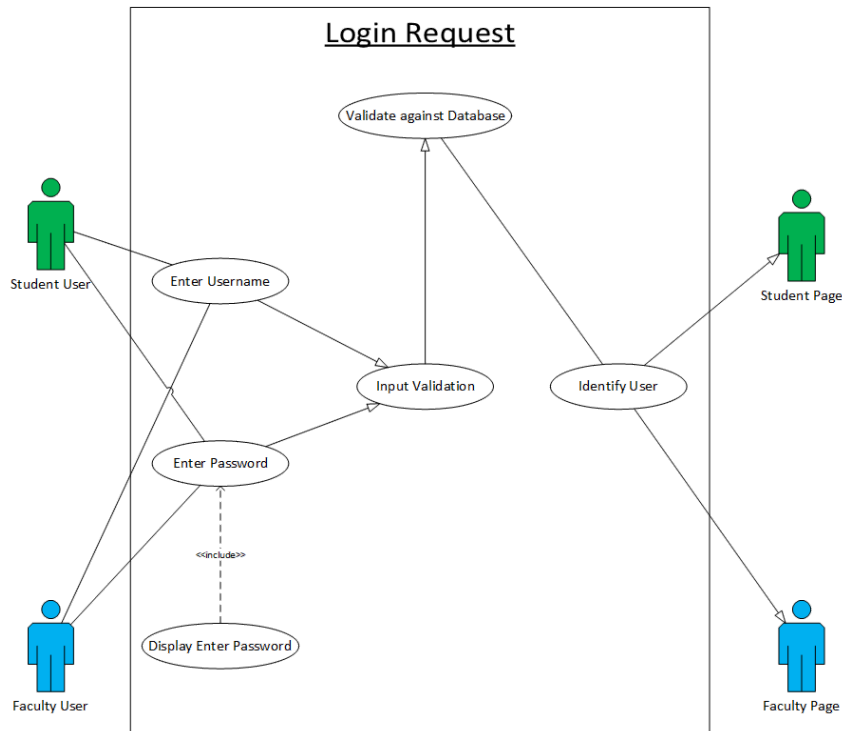 Login Request
Validate against Database
Student User
Enter Username
Student Page
Input Validation
Identify User
Enter Password
<<include>>
Display Enter Password
Faculty User
Faculty Page